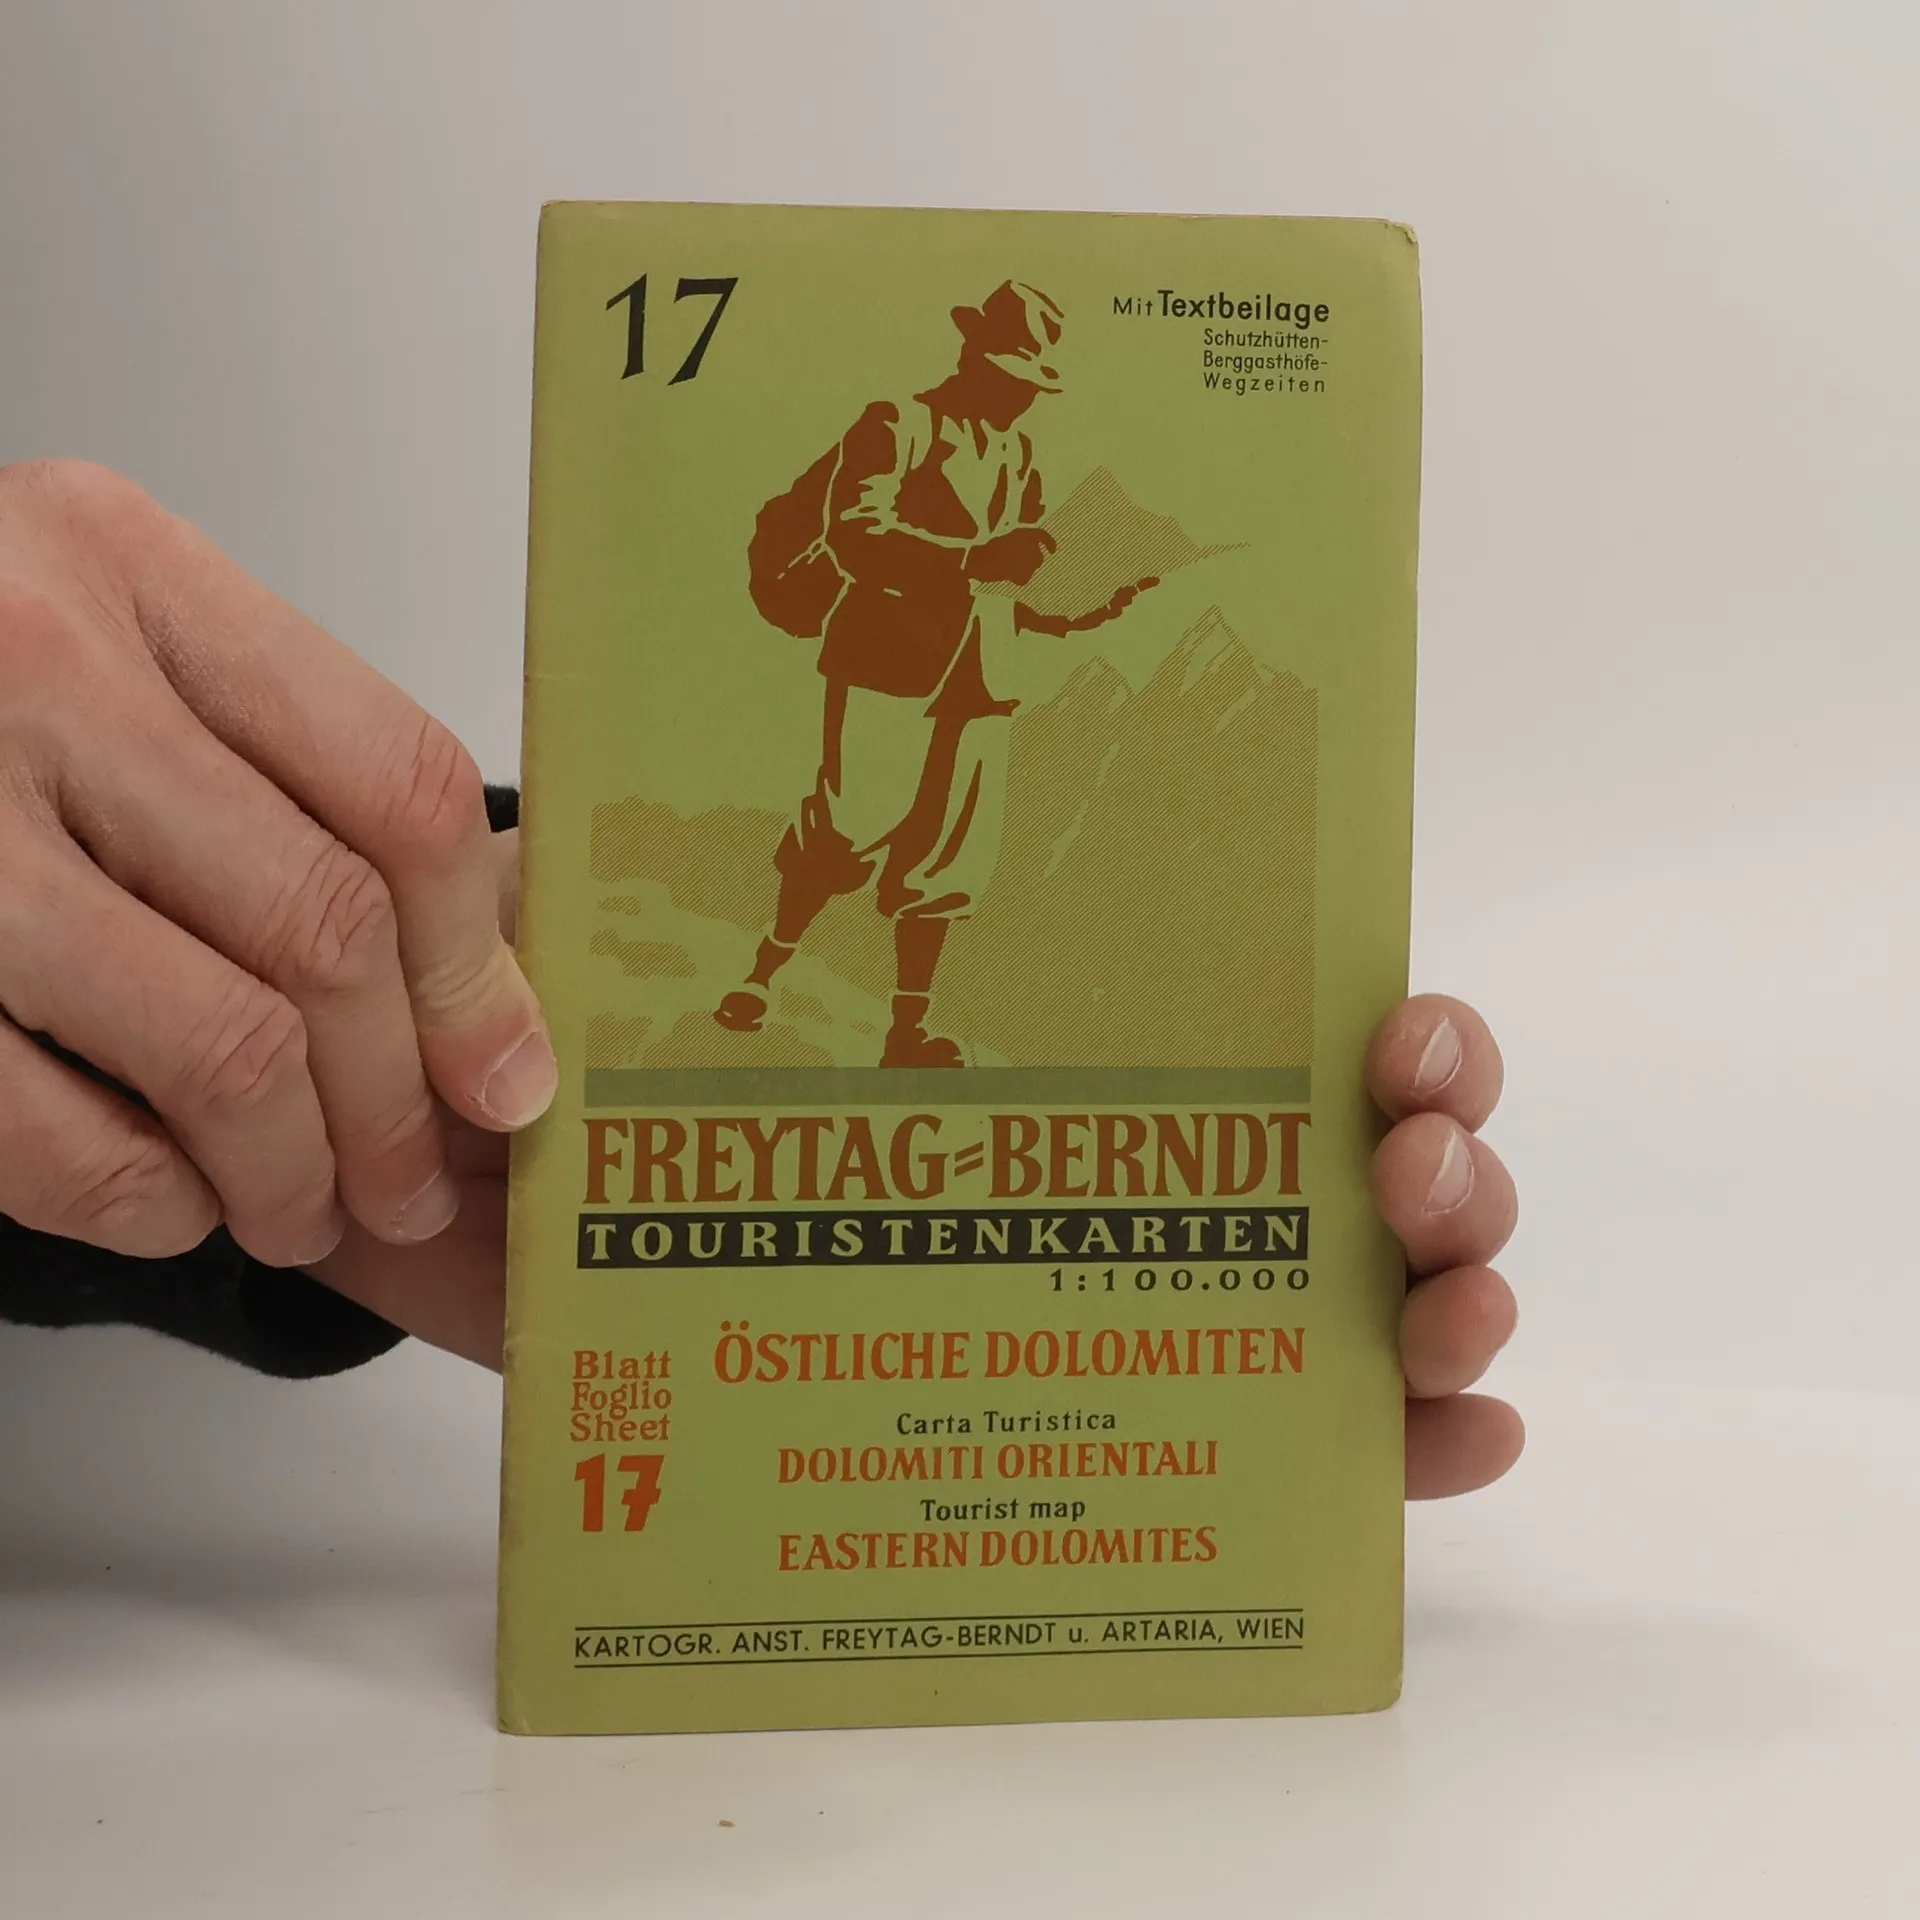 17
Mit Textbeilage
Schutzhütten-
Berggasthöfe-
Wegzeiten
FREYTAG=BERNDT
TOURISTENKARTEN
1:100.000
Blatt
Foglio
Sheet
17
ÖSTLICHE DOLOMITEN
Carta Turistica
DOLOMITI ORIENTALI
Tourist map
EASTERN DOLOMITES
KARTOGR. ANST. FREYTAG-BERNDT u. ARTARIA, WIEN